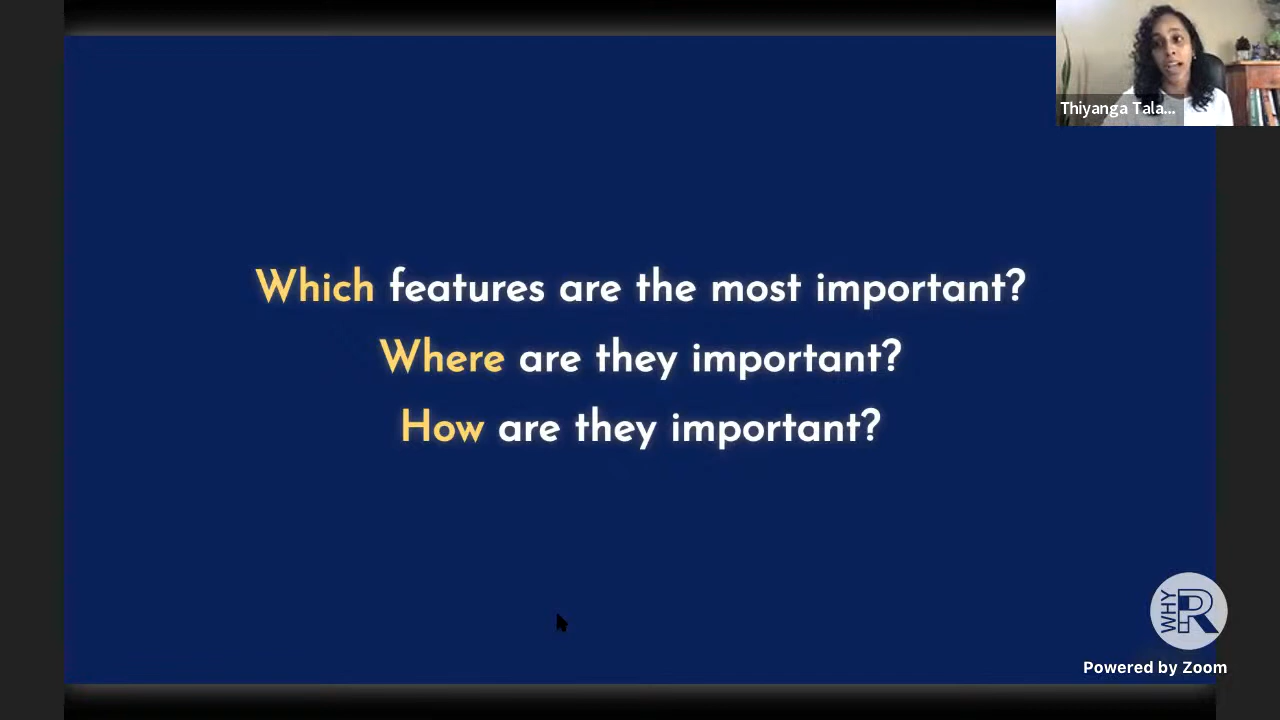 Thiyanga Tala...
Which features are the most important?
Where are they important?
How are they important?
WHY R
Powered by Zoom